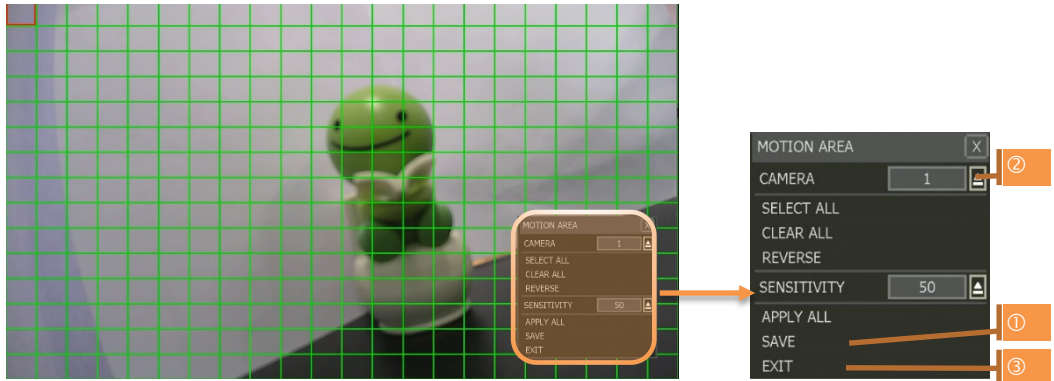 MOTION AREA X
CAMERA 1
SELECT ALL
CLEAR ALL
REVERSE
SENSITIVITY 50
APPLY ALL
SAVE
EXIT
MOTION AREA X
CAMERA 1
SELECT ALL
CLEAR ALL
REVERSE
SENSITIVITY 50
APPLY ALL
SAVE
EXIT
②
①
③